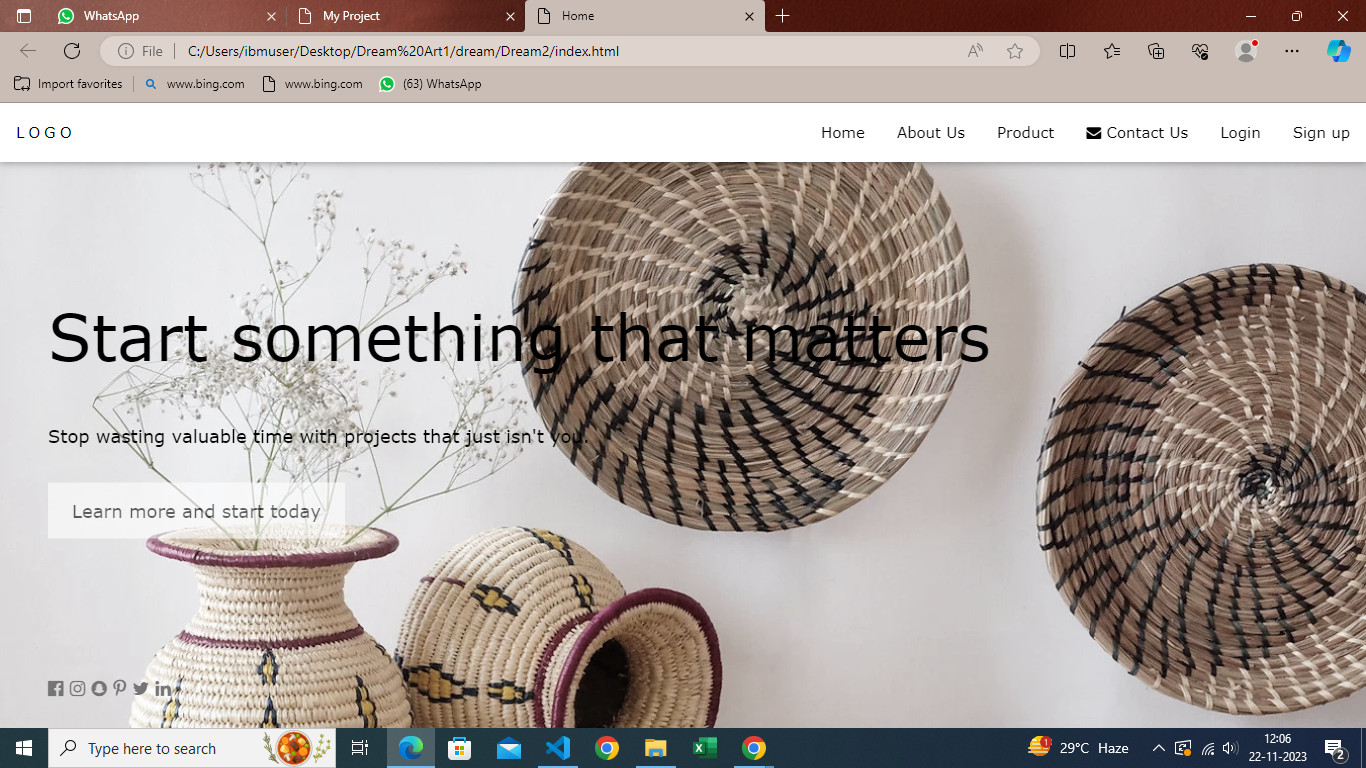 WhatsApp
My Project
Home
File
C:/Users/ibmuser/Desktop/Dream%20Art1/dream/Dream2/index.html
Import favorites
www.bing.com
www.bing.com
(63) WhatsApp
LOGO
Home
About Us
Product
Contact Us
Login
Sign up
Start something that matters
Stop wasting valuable time with projects that just isn't you.
Learn more and start today
Type here to search
1
29°C Haze
12:06
22-11-2023
2